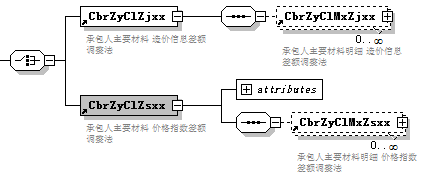 CbrZyClZjxx
承包人主要材料 造价信息差额
调整法
CbrZyClMxZjxx
0..∞
承包人主要材料明细 造价信息
差额调整法
CbrZyClZsxx
承包人主要材料 价格指数差额
调整法
attributes
CbrZyClMxZsxx
0..∞
承包人主要材料明细 价格指数
差额调整法